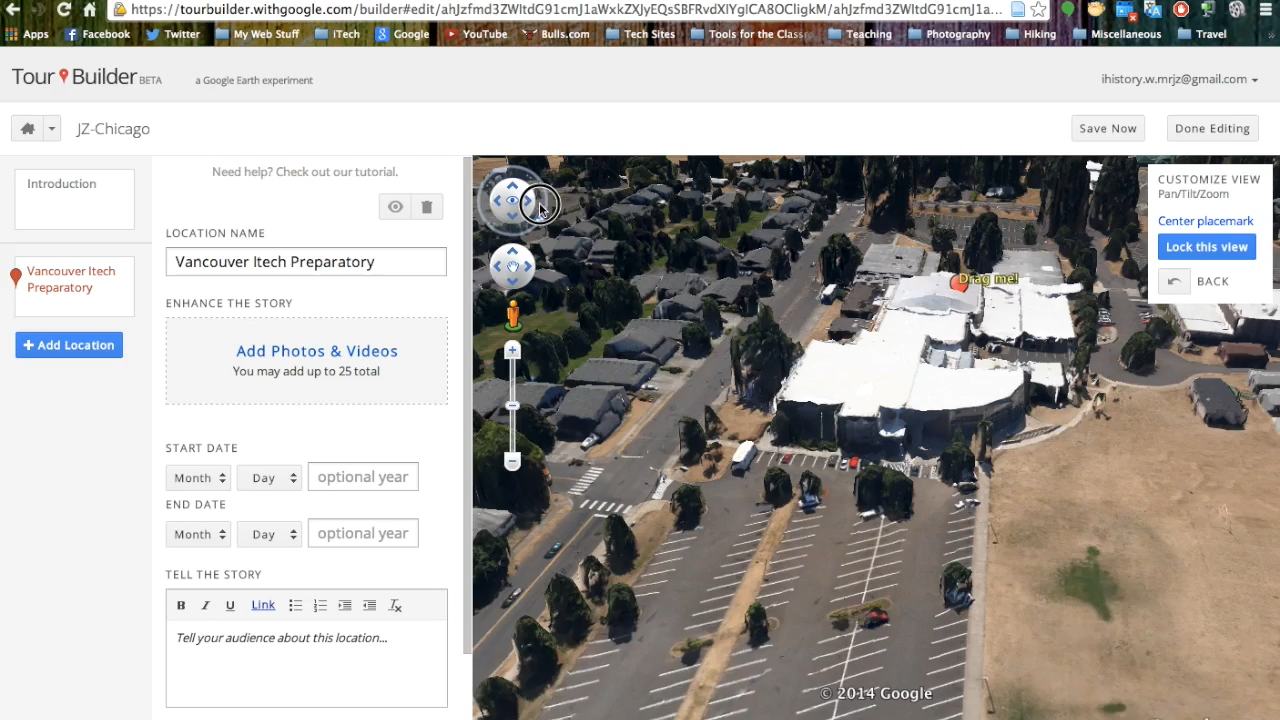 https://tourbuilder.withgoogle.com/builder#edit/ahJzfmd3ZWltdG91cmJ1aWxkZXJyEQsSBFRvdXIYglCA8OCligkM/ahJzfmd3ZWltdG91cmJ1a...
Apps Facebook Twitter My Web Stuff iTech Google YouTube Bulls.com Tech Sites Tools for the Classr Teaching Photography Hiking Miscellaneous Travel »
Tour Builder BETA a Google Earth experiment ihistory.w.mrjz@gmail.com
JZ-Chicago Save Now Done Editing
Introduction
Vancouver Itech
Preparatory
+ Add Location
Need help? Check out our tutorial.
LOCATION NAME
Vancouver Itech Preparatory
ENHANCE THE STORY
Add Photos & Videos
You may add up to 25 total
START DATE
Month Day optional year
END DATE
Month Day optional year
TELL THE STORY
B I U Link
Tell your audience about this location...
Drag me!
CUSTOMIZE VIEW
Pan/Tilt/Zoom
Center placemark
Lock this view
BACK
© 2014 Google